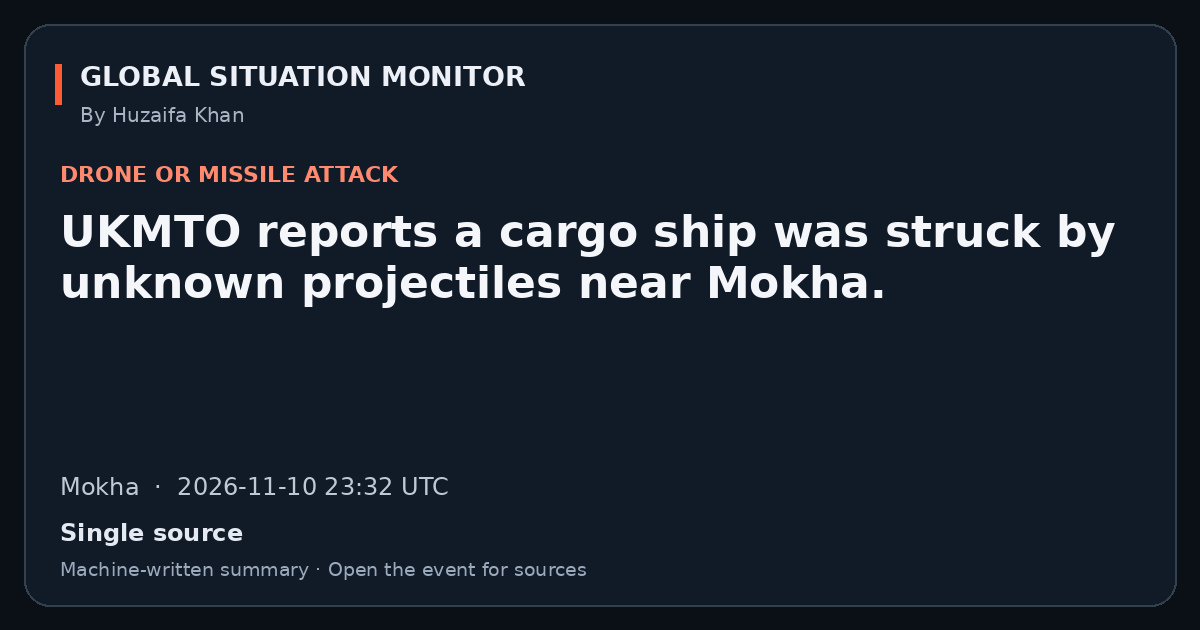 GLOBAL SITUATION MONITOR
By Huzaifa Khan
DRONE OR MISSILE ATTACK
UKMTO reports a cargo ship was struck by
unknown projectiles near Mokha.
Mokha · 2026-11-10 23:32 UTC
Single source
Machine-written summary · Open the event for sources